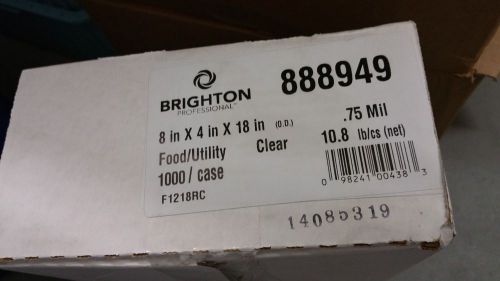 BRIGHTON
PROFESSIONAL™
888949
8 in X 4 in X 18 in (O.D.) .75 Mil
Food/Utility Clear 10.8 lb/cs (net)
1000 / case
F1218RC
0 98241 00438 3
14085319